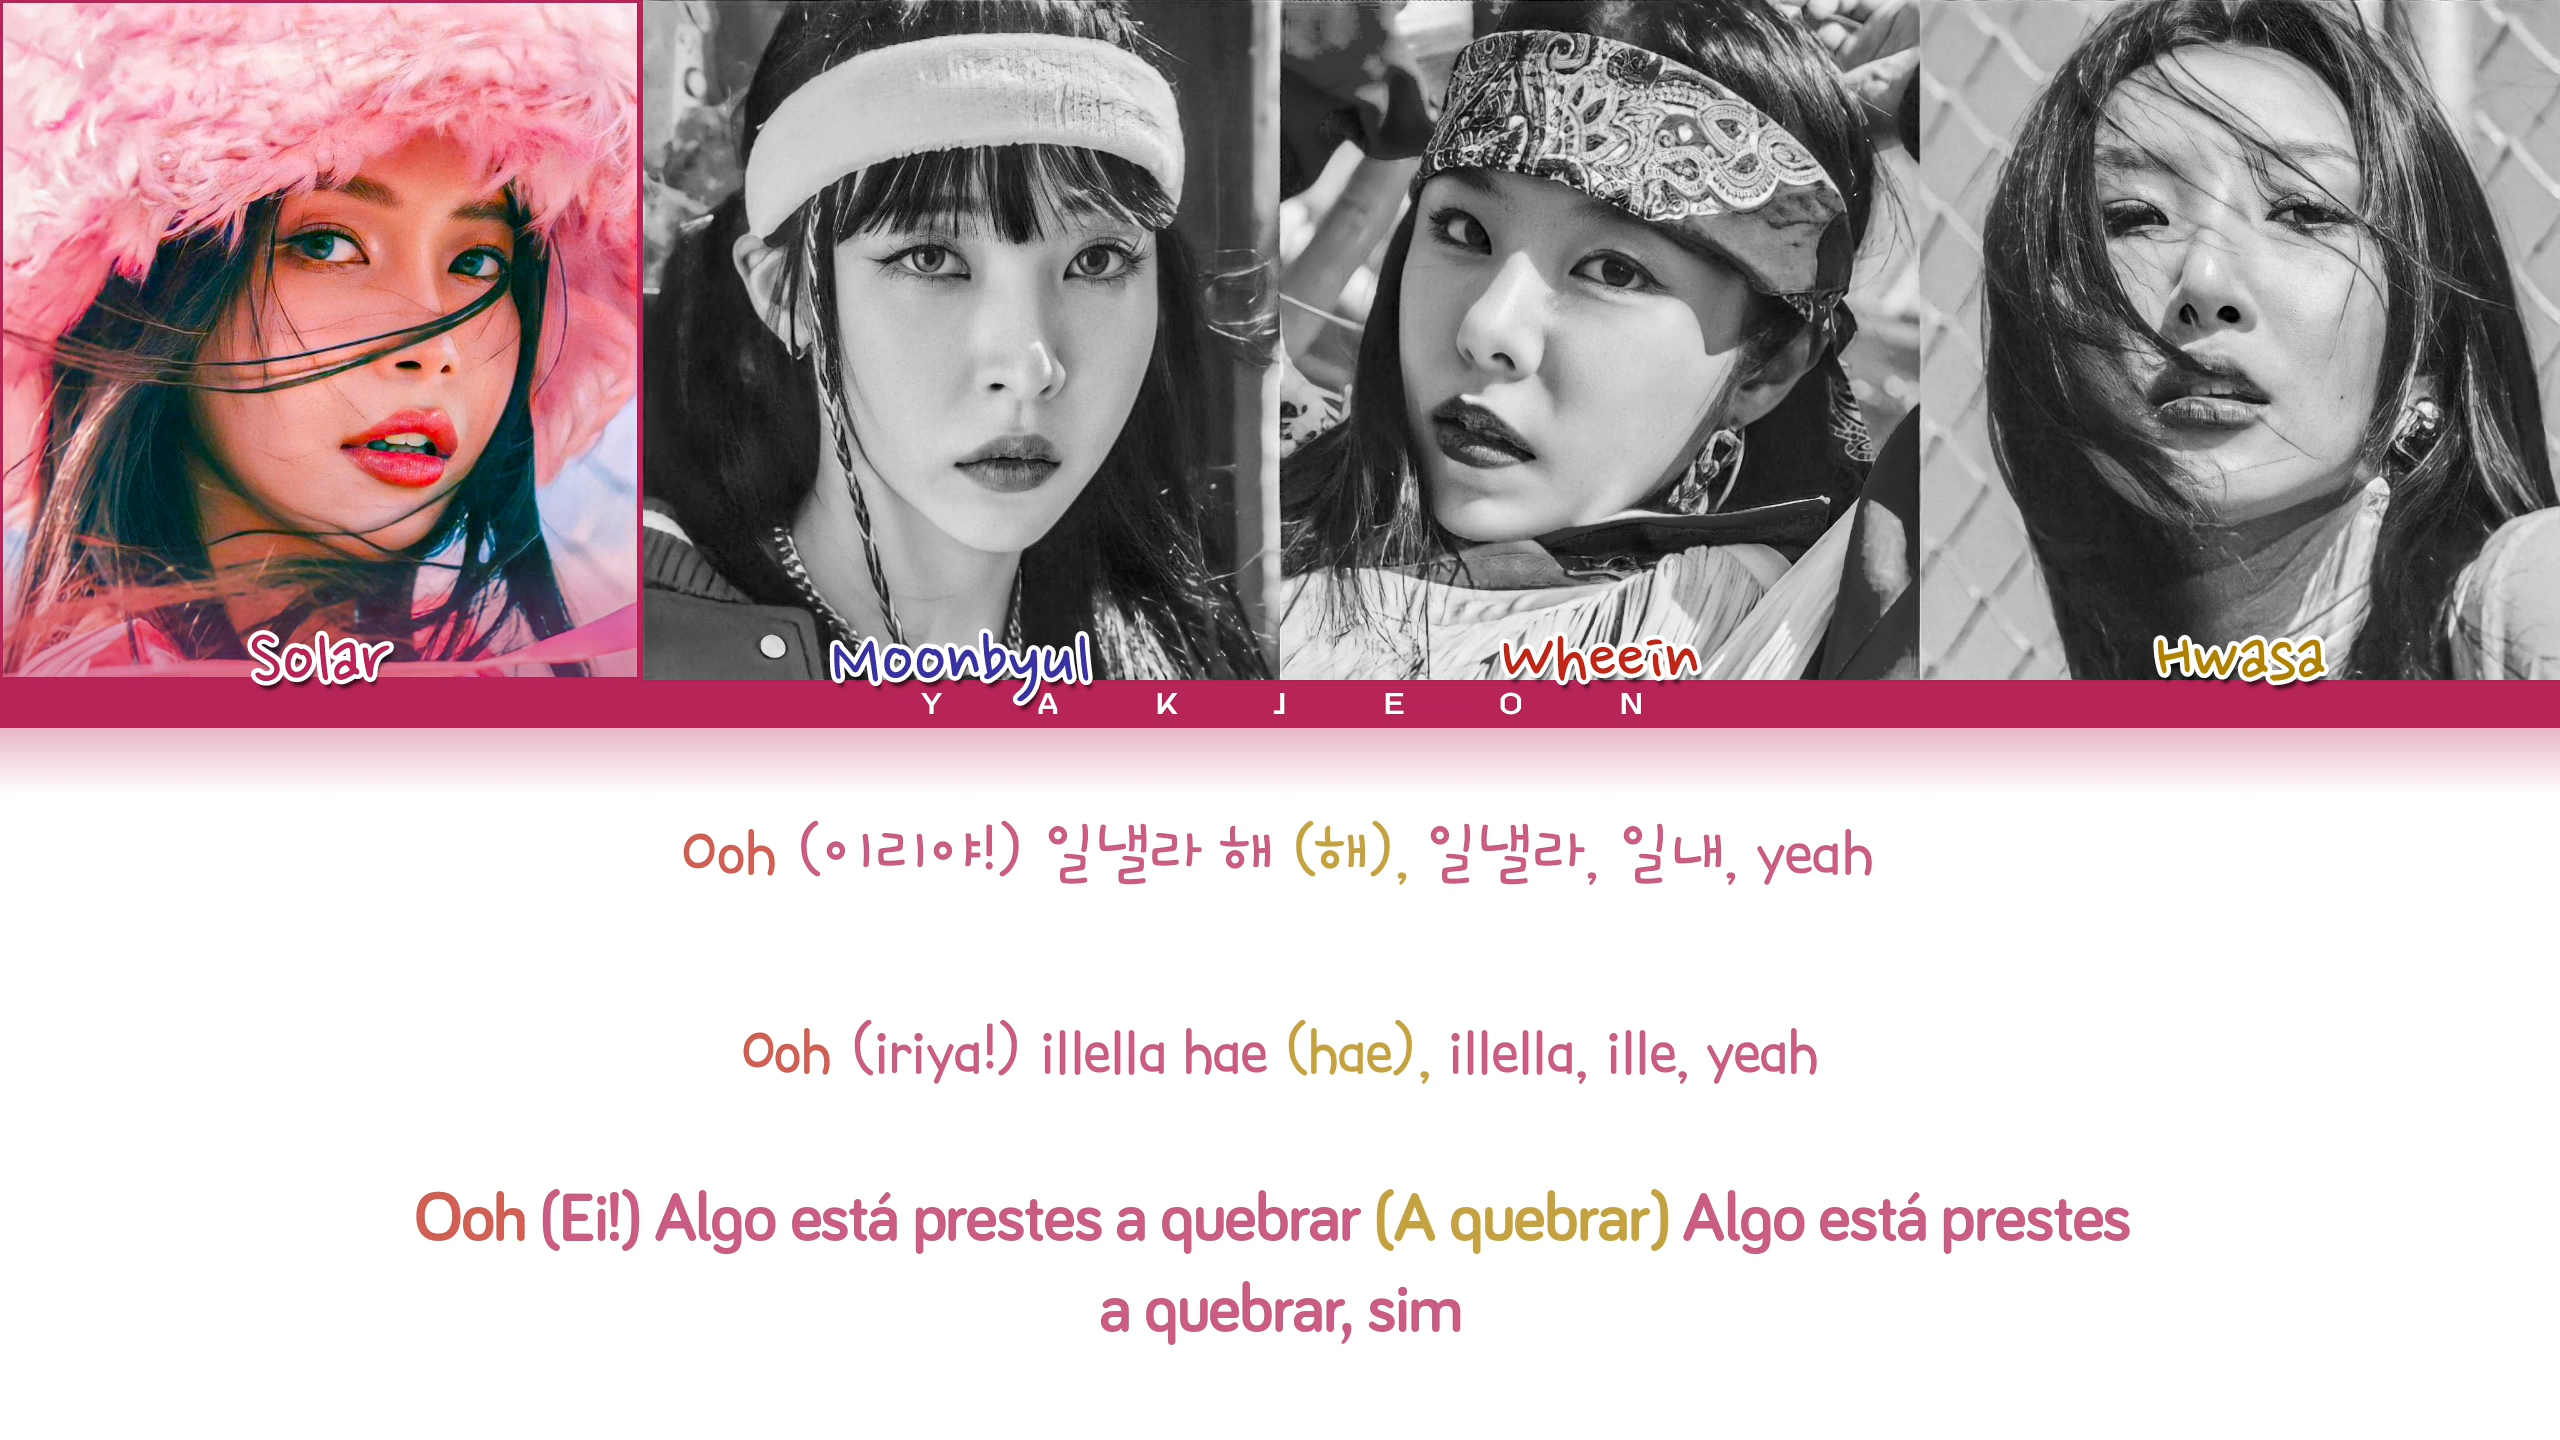 Solar
Moonbyul
Wheein
Hwasa
YAKJEON
Ooh (이리야!) 일낼라 해 (해), 일낼라, 일내, yeah
Ooh (iriya!) illella hae (hae), illella, ille, yeah
Ooh (Ei!) Algo está prestes a quebrar (A quebrar) Algo está prestes
a quebrar, sim